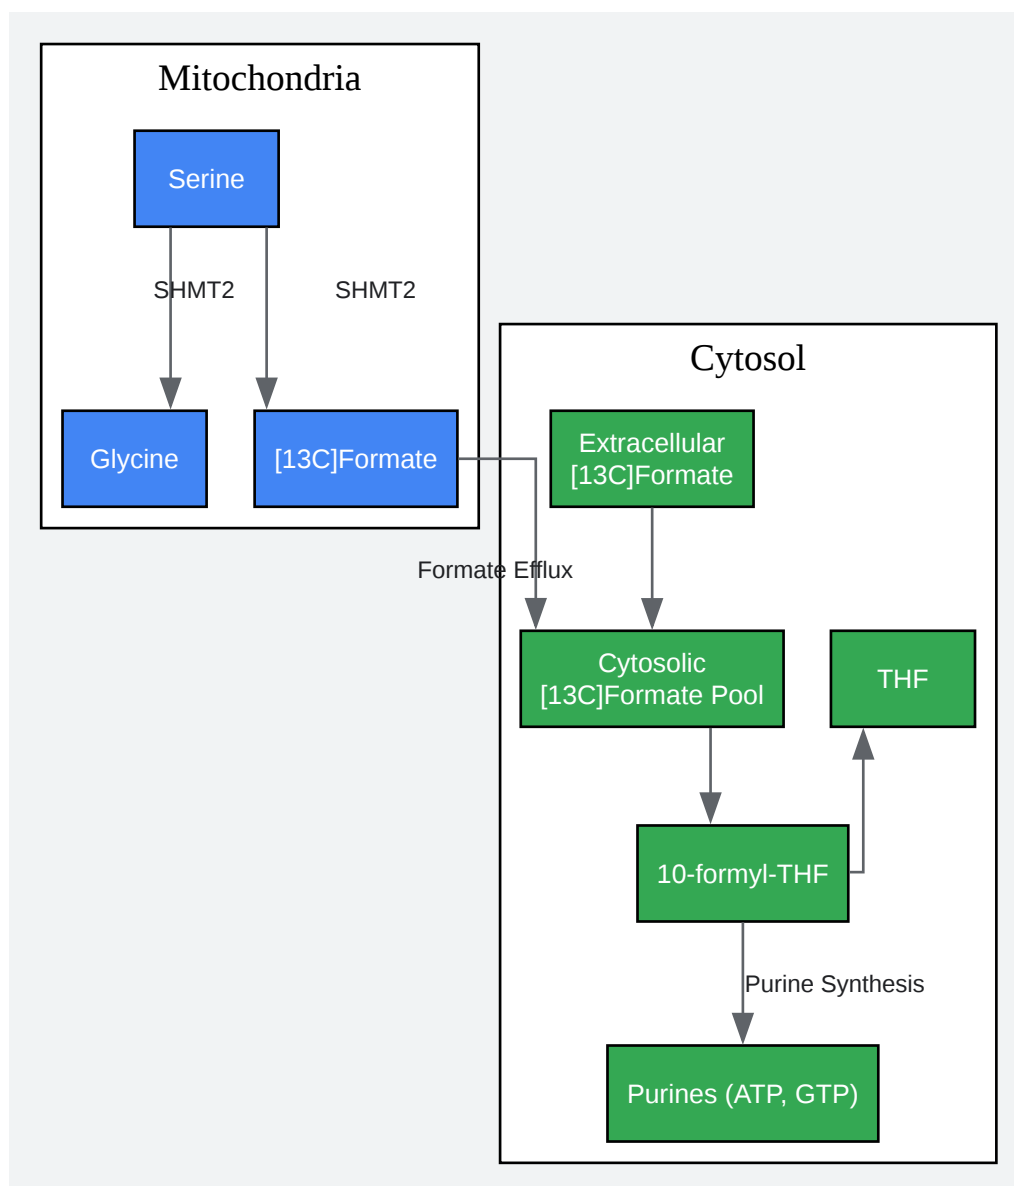 Mitochondria
Serine
SHMT2
SHMT2
Glycine
[13C]Formate
Cytosol
Extracellular
[13C]Formate
Formate Efflux
Cytosolic
[13C]Formate Pool
THF
10-formyl-THF
Purine Synthesis
Purines (ATP, GTP)